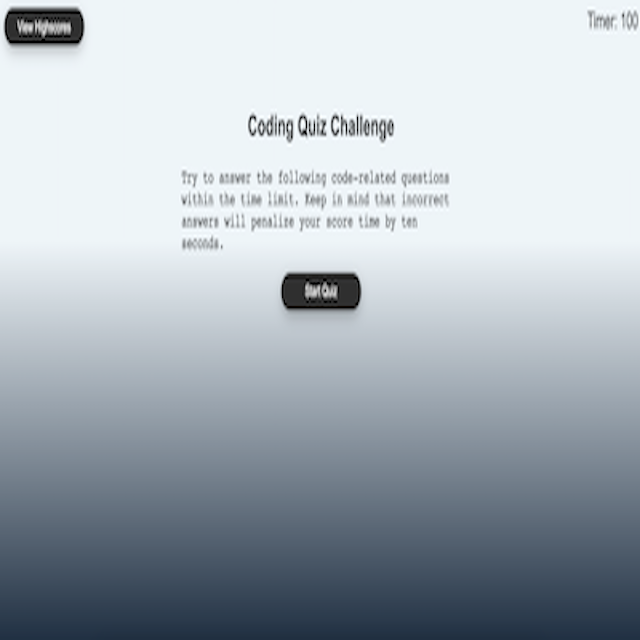 View Highscores
Timer: 100
Coding Quiz Challenge
Try to answer the following code-related questions
within the time limit. Keep in mind that incorrect
answers will penalize your score time by ten
seconds.
Start Quiz